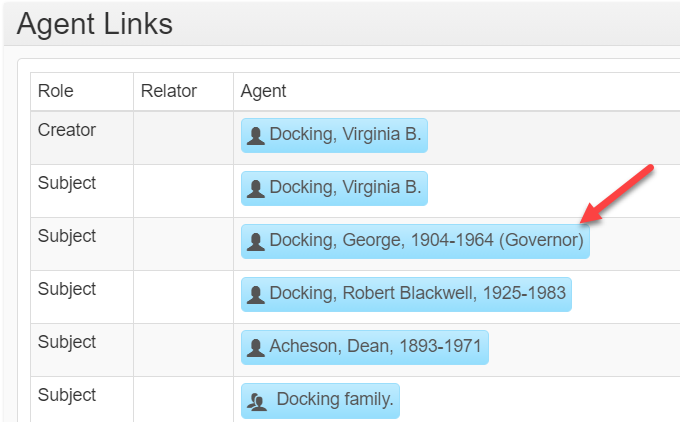 Agent Links
Role Relator Agent
Creator Docking, Virginia B.
Subject Docking, Virginia B.
Subject Docking, George, 1904-1964 (Governor)
Subject Docking, Robert Blackwell, 1925-1983
Subject Acheson, Dean, 1893-1971
Subject Docking family.